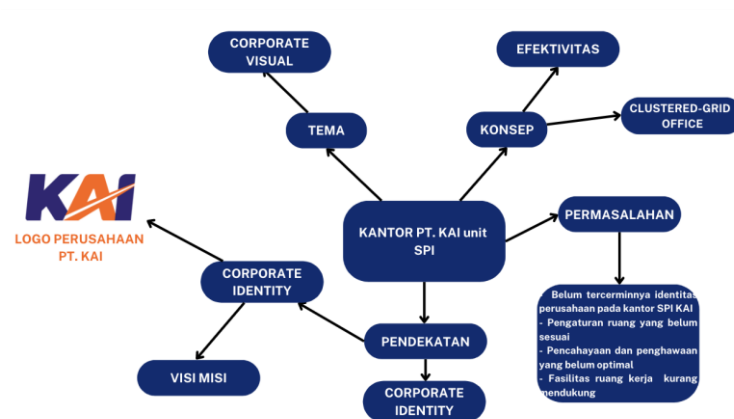 CORPORATE
VISUAL
EFEKTIVITAS
TEMA
KONSEP
CLUSTERED-GRID
OFFICE
KAI
LOGO PERUSAHAAN
PT. KAI
KANTOR PT. KAI unit
SPI
PERMASALAHAN
CORPORATE
IDENTITY
- Belum tercerminnya identitas
perusahaan pada kantor SPI KAI
- Pengaturan ruang yang belum
sesuai
- Pencahayaan dan penghawaan
yang belum optimal
- Fasilitas ruang kerja kurang
mendukung
PENDEKATAN
VISI MISI
CORPORATE
IDENTITY